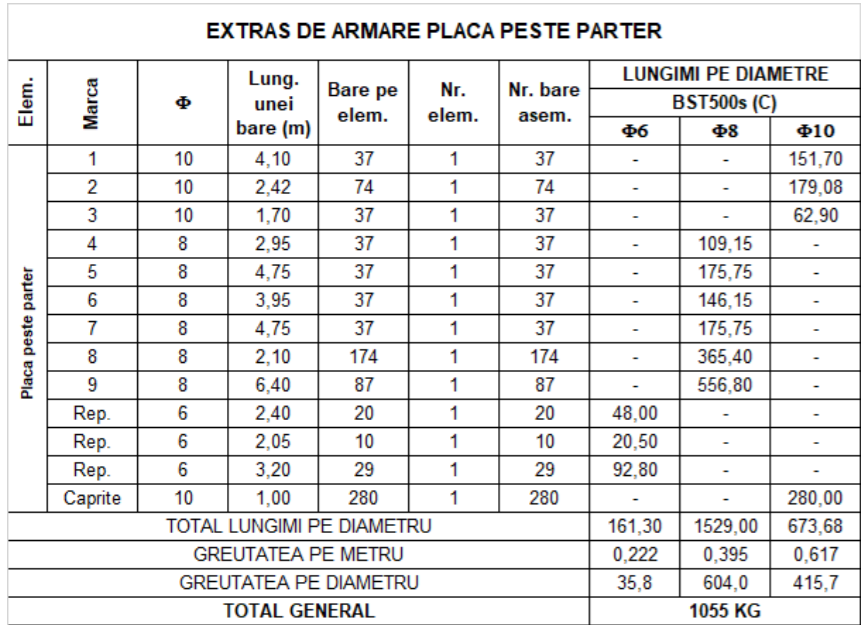 EXTRAS DE ARMARE PLACA PESTE PARTER
Elem. Marca Φ Lung. unei bare (m) Bare pe elem. Nr. elem. Nr. bare asem. LUNGIMI PE DIAMETRE
BST500s (C)
Φ6 Φ8 Φ10
Placa peste parter
1 10 4,10 37 1 37 - - 151,70
2 10 2,42 74 1 74 - - 179,08
3 10 1,70 37 1 37 - - 62,90
4 8 2,95 37 1 37 - 109,15 -
5 8 4,75 37 1 37 - 175,75 -
6 8 3,95 37 1 37 - 146,15 -
7 8 4,75 37 1 37 - 175,75 -
8 8 2,10 174 1 174 - 365,40 -
9 8 6,40 87 1 87 - 556,80 -
Rep. 6 2,40 20 1 20 48,00 - -
Rep. 6 2,05 10 1 10 20,50 - -
Rep. 6 3,20 29 1 29 92,80 - -
Caprite 10 1,00 280 1 280 - - 280,00
TOTAL LUNGIMI PE DIAMETRU 161,30 1529,00 673,68
GREUTATEA PE METRU 0,222 0,395 0,617
GREUTATEA PE DIAMETRU 35,8 604,0 415,7
TOTAL GENERAL 1055 KG